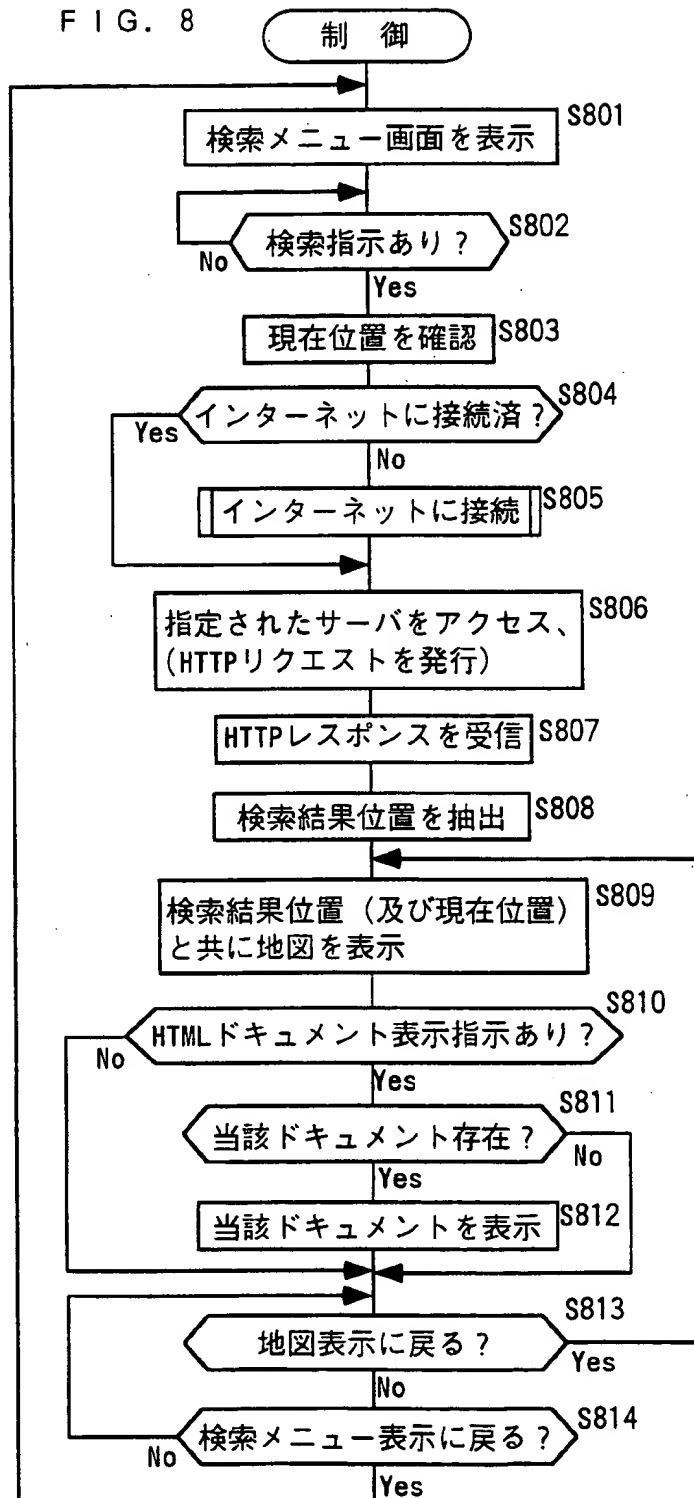 FIG. 8
制 御
S801
検索メニュー画面を表示
S802
検索指示あり?
No
Yes
現在位置を確認
S803
S804
インターネットに接続済?
Yes
No
インターネットに接続
S805
指定されたサーバをアクセス、
(HTTPリクエストを発行)
S806
HTTPレスポンスを受信
S807
検索結果位置を抽出
S808
検索結果位置(及び現在位置)
と共に地図を表示
S809
S810
HTMLドキュメント表示指示あり?
No
Yes
S811
当該ドキュメント存在?
No
Yes
当該ドキュメントを表示
S812
S813
地図表示に戻る?
Yes
No
S814
検索メニュー表示に戻る?
No
Yes